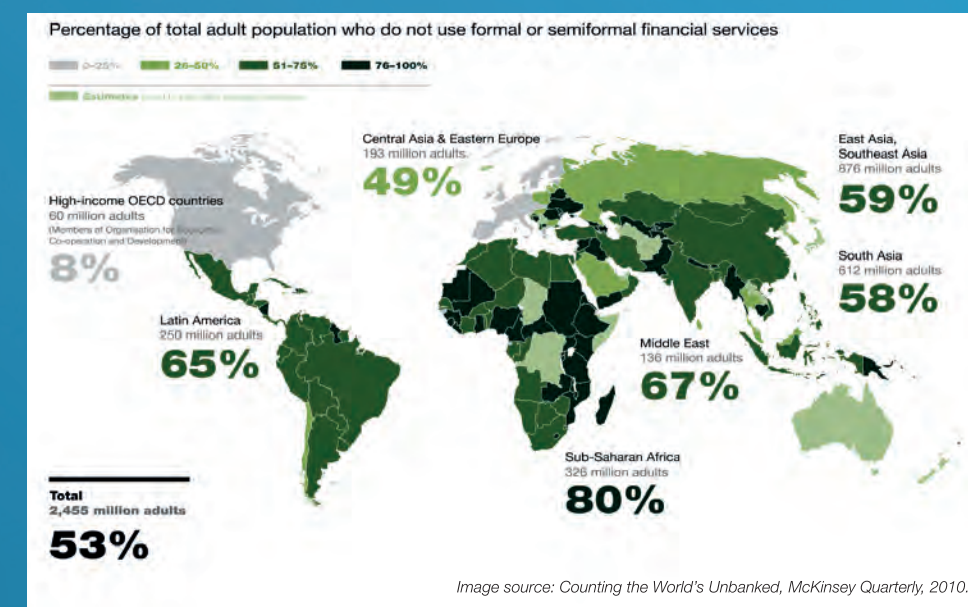 Percentage of total adult population who do not use formal or semiformal financial services
0–25% 26–50% 51–75% 76–100%
Estimates
Central Asia & Eastern Europe
193 million adults
49%
East Asia,
Southeast Asia
876 million adults
59%
High-income OECD countries
60 million adults
(Members of Organisation for
Co-operation and Development)
8%
South Asia
612 million adults
58%
Latin America
250 million adults
65%
Middle East
136 million adults
67%
Sub-Saharan Africa
326 million adults
80%
Total
2,455 million adults
53%
Image source: Counting the World's Unbanked, McKinsey Quarterly, 2010.